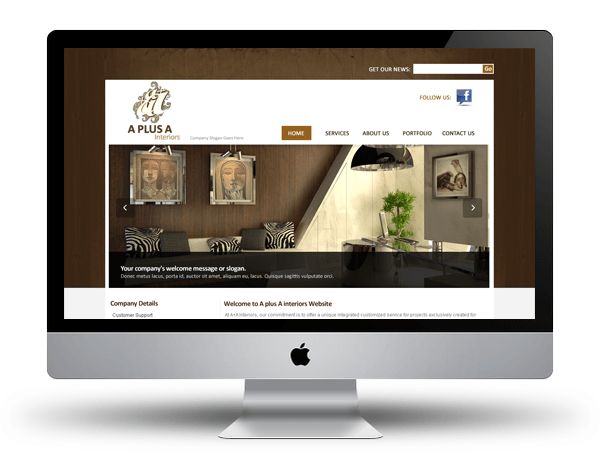 GET OUR NEWS: Go
FOLLOW US:
A PLUS A
Interiors
Company Slogan Goes Here
HOME SERVICES ABOUT US PORTFOLIO CONTACT US
Your company's welcome message or slogan.
Donec metus lacus, porta id, auctor sit amet, aliquam eu, lacus. Quisque sagittis vulputate orci.
Company Details
Welcome to A plus A interiors Website
Customer Support
At A+A Interiors, our commitment is to offer a unique integrated customized service for projects exclusively created for